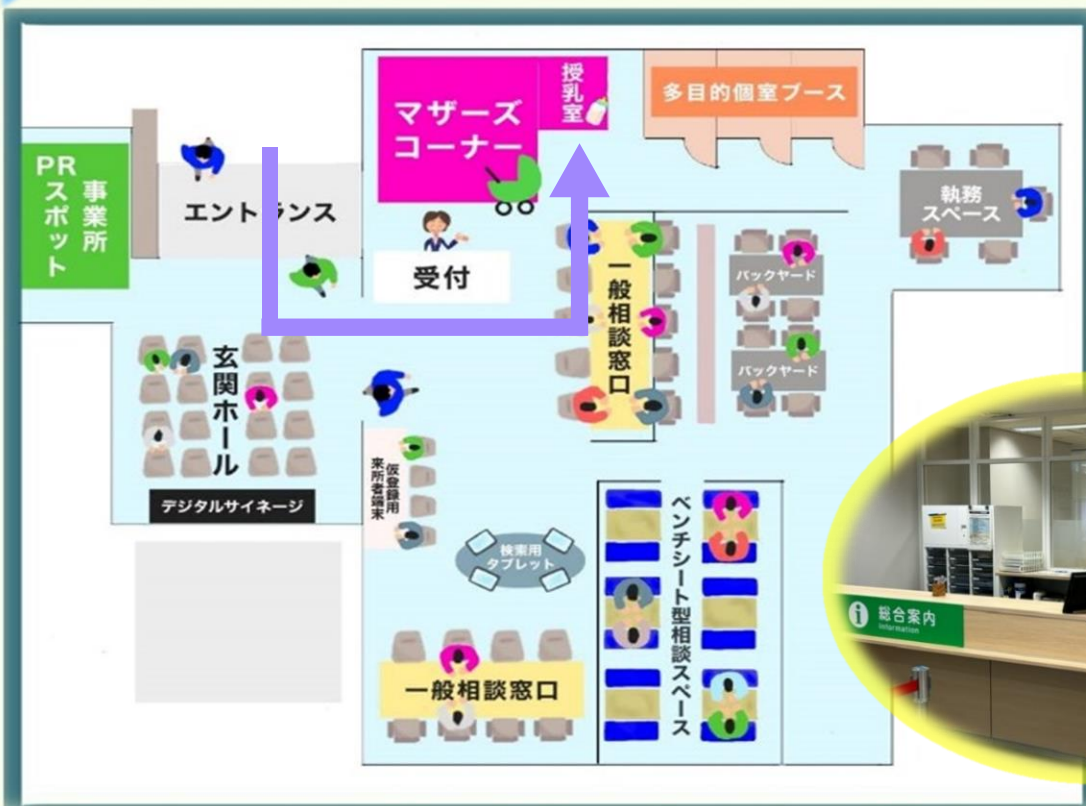 PR
スポット
事業所
エントランス
マザーズ
コーナー
授乳室
多目的個室ブース
執務
スペース
受付
一般相談窓口
バックヤード
バックヤード
玄関ホール
デジタルサイネージ
仮登録用
来所者端末
検索用
タブレット
ベンチシート型相談スペース
一般相談窓口
i 総合案内
information